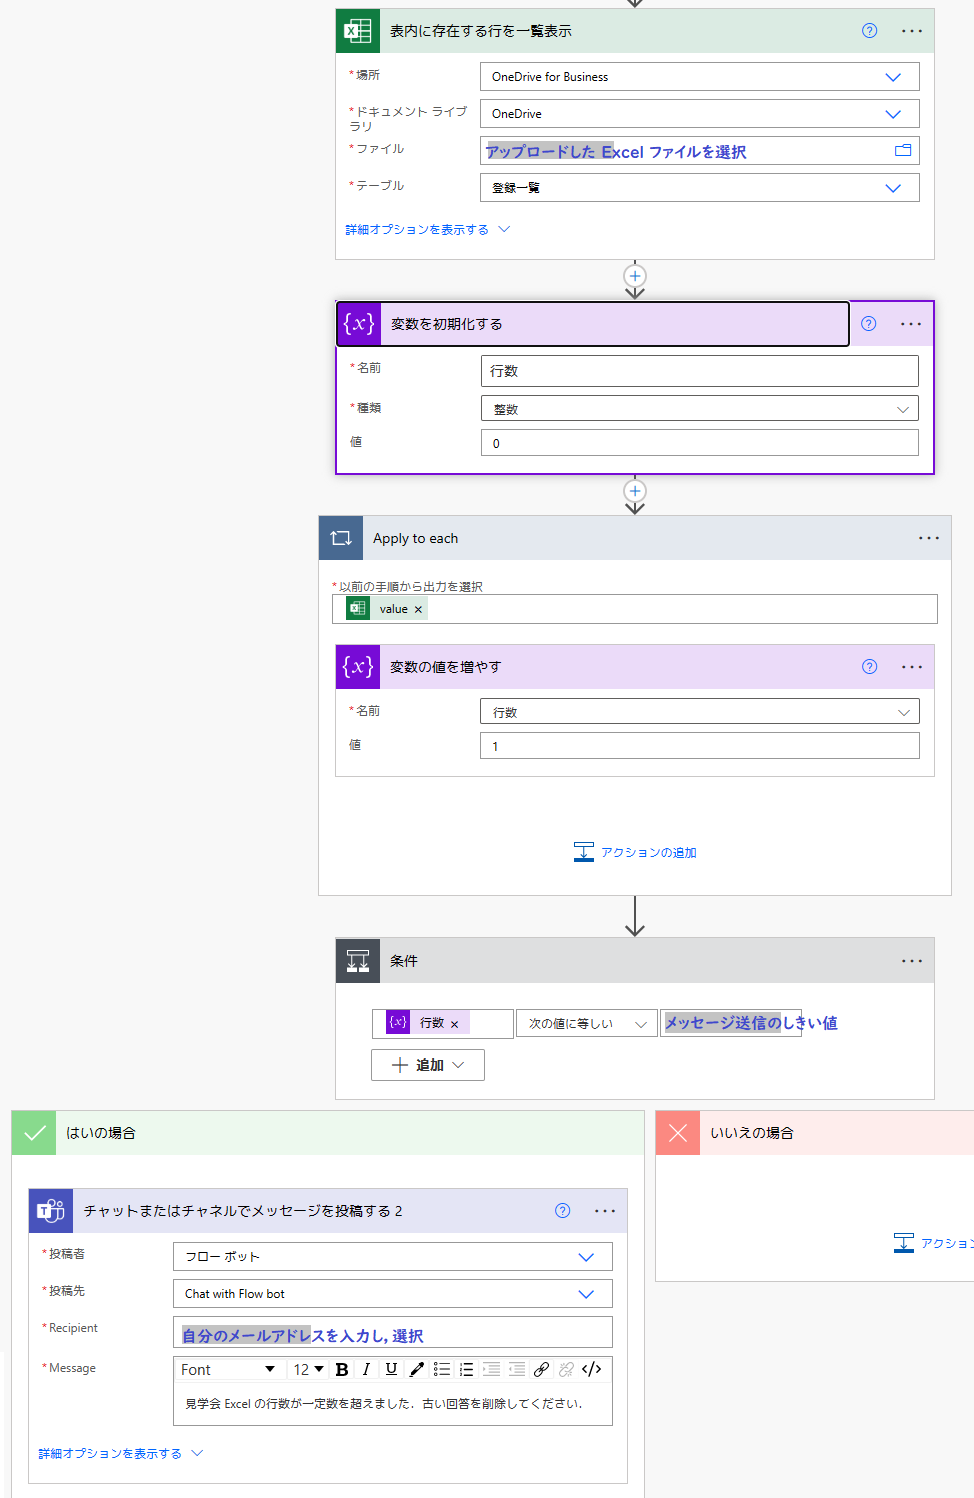 表内に存在する行を一覧表示
*場所
OneDrive for Business
*ドキュメント ライブ
ラリ
OneDrive
*ファイル
アップロードした Excel ファイルを選択
*テーブル
登録一覧
詳細オプションを表示する
{x} 変数を初期化する
*名前
行数
*種類
整数
値
0
Apply to each
*以前の手順から出力を選択
value ×
{x} 変数の値を増やす
*名前
行数
値
1
アクションの追加
条件
{x} 行数 ×
次の値に等しい
メッセージ送信のしきい値
追加
はいの場合
いいえの場合
チャットまたはチャネルでメッセージを投稿する 2
*投稿者
フロー ボット
*投稿先
Chat with Flow bot
*Recipient
自分のメールアドレスを入力し, 選択
*Message
Font 12 B I U </>
見学会 Excel の行数が一定数を超えました. 古い回答を削除してください.
詳細オプションを表示する
アクション